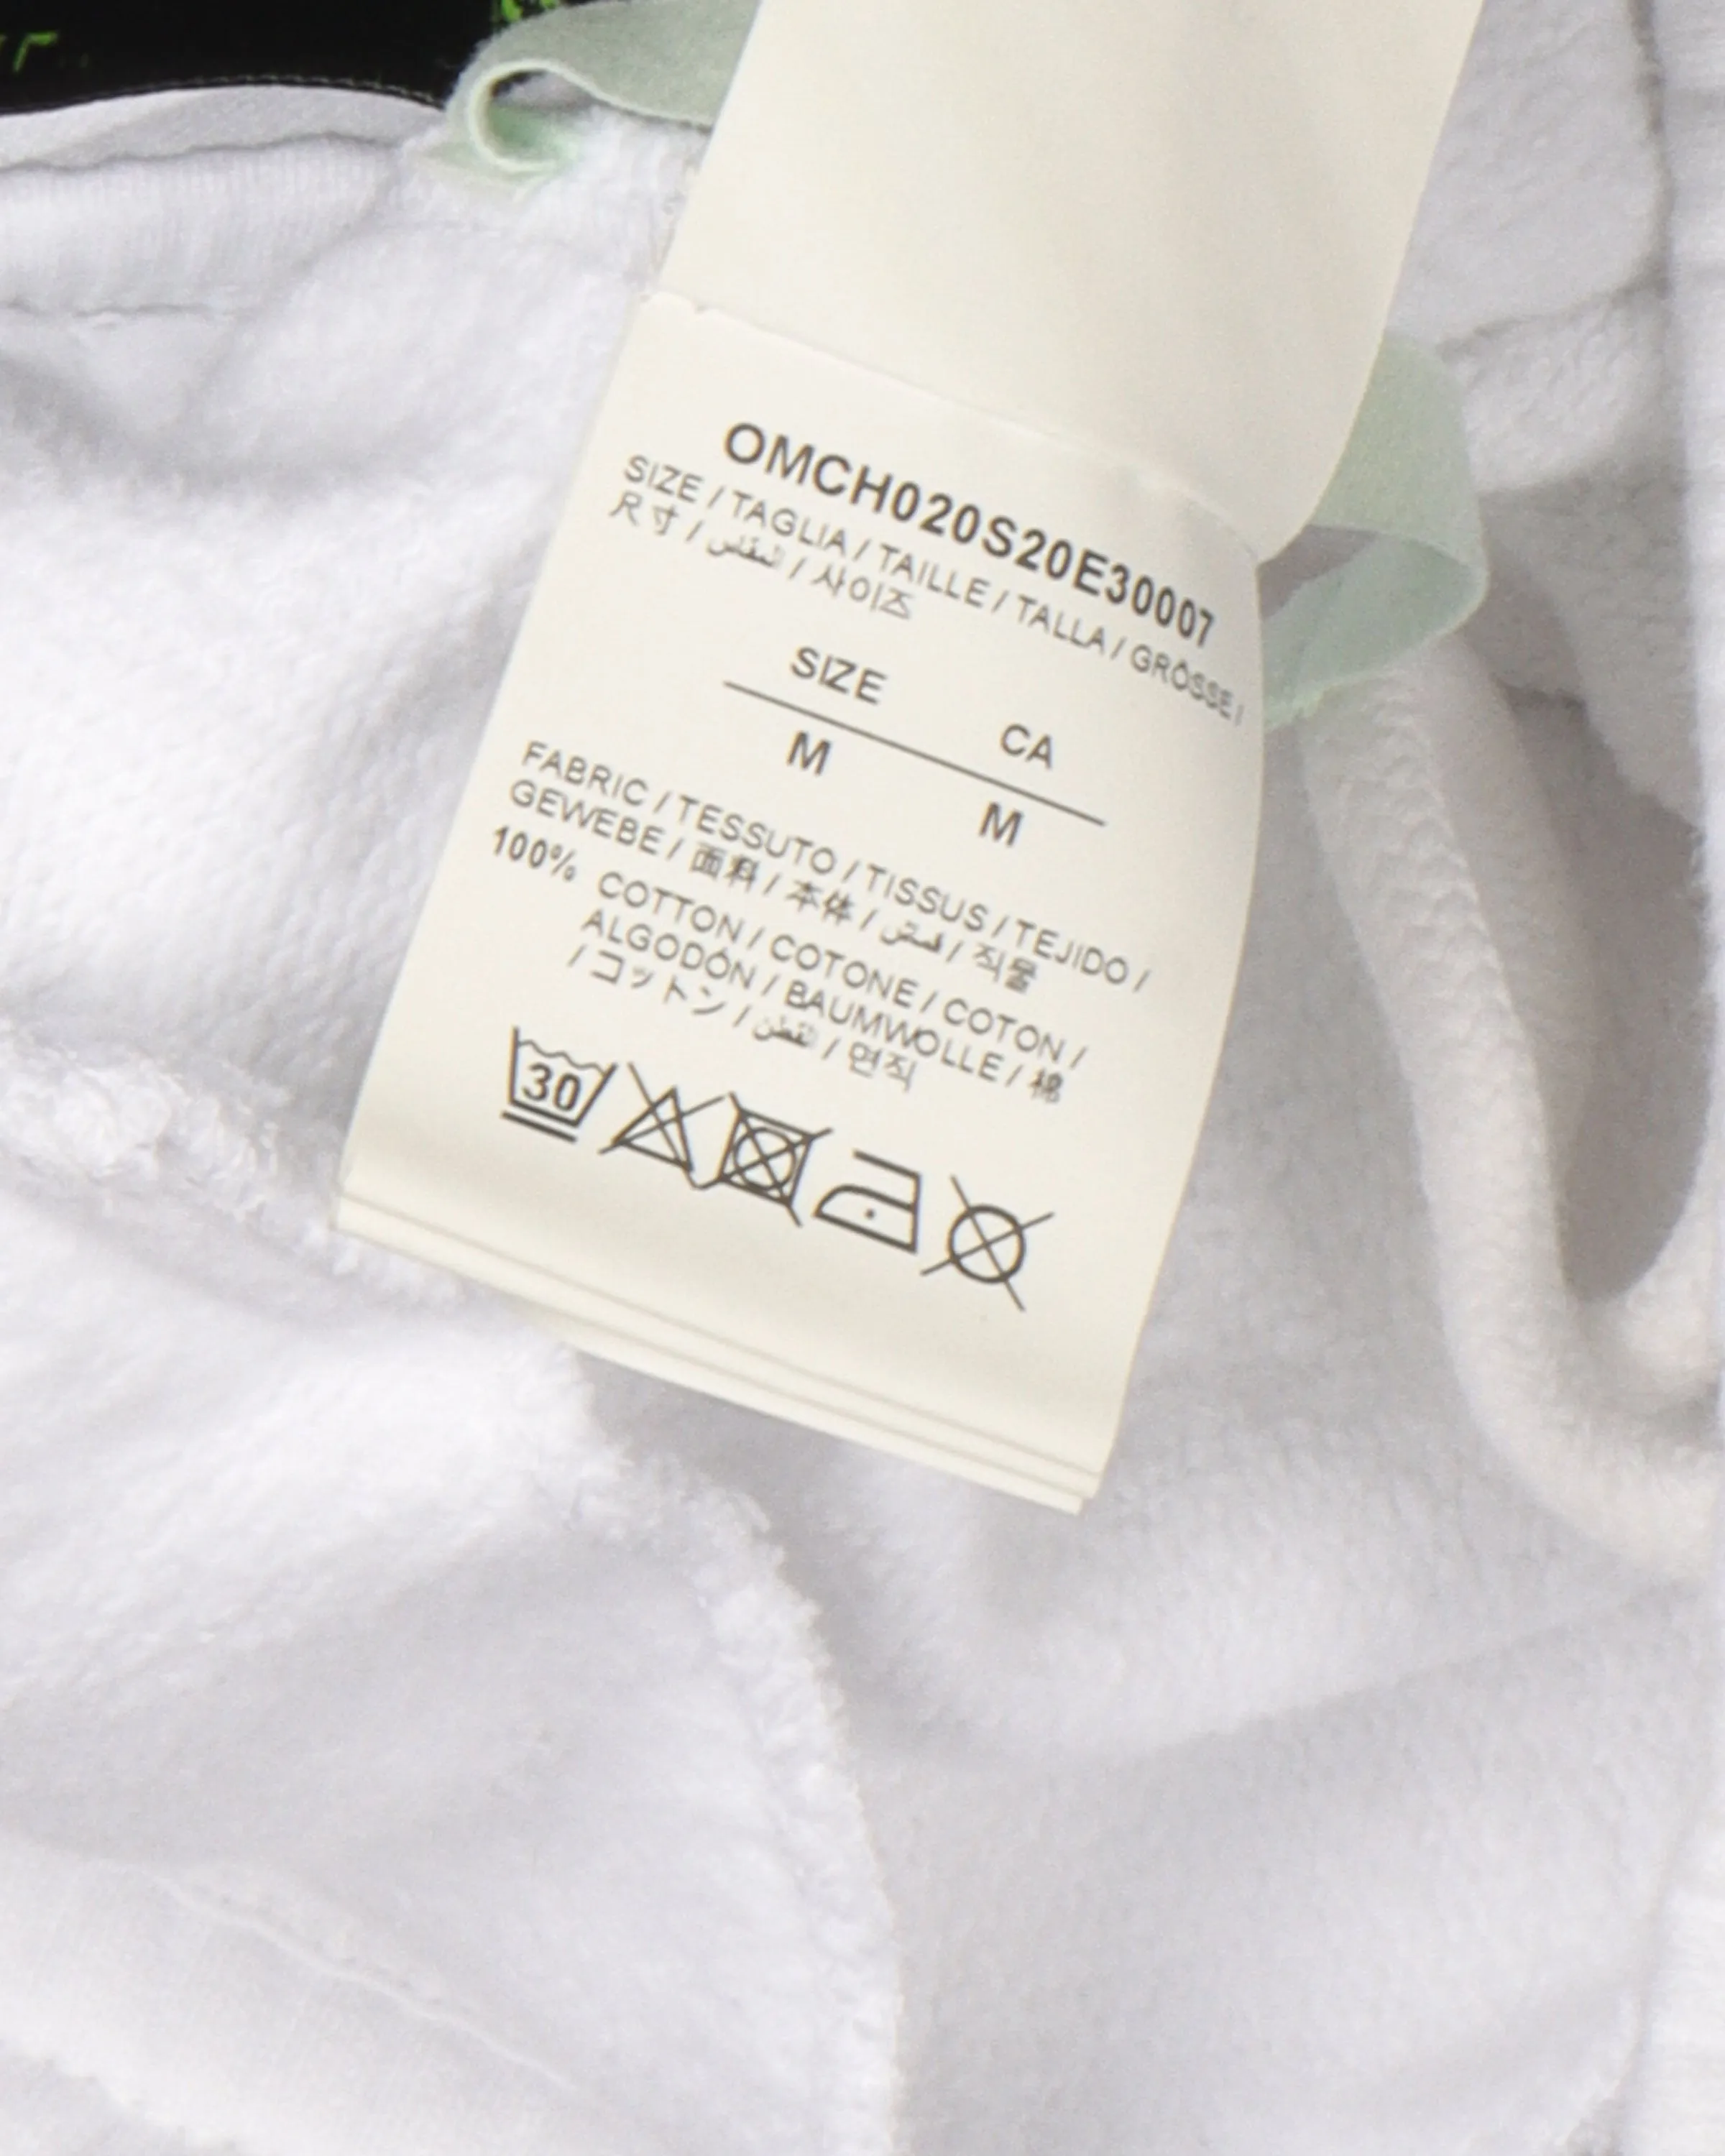 OMCH020S20E30007
SIZE / TAGLIA / TAILLE / TALLA / GRÖSSE /
尺寸 / المقاس / 사이즈
SIZE CA
M M
FABRIC / TESSUTO / TISSUS / TEJIDO /
GEWEBE / 面料 / 本体 / قماش / 직물
100% COTTON / COTONE / COTON /
ALGODÓN / BAUMWOLLE / 棉
/ コットン / القطن / 면직
30